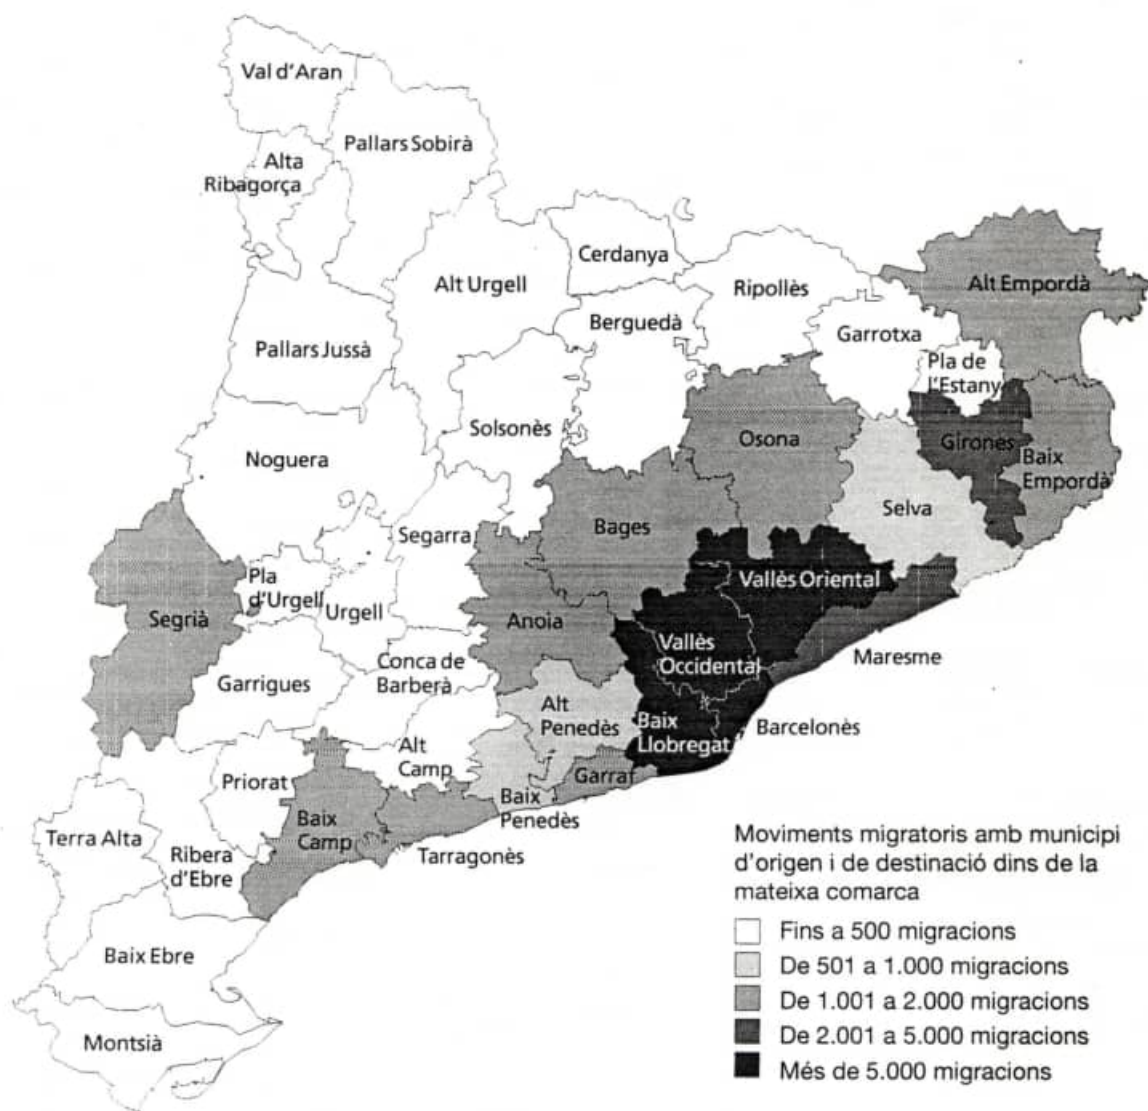 Val d'Aran
Pallars Sobirà
Alta
Ribagorça
Cerdanya
Alt Urgell
Ripollès
Alt Empordà
Berguedà
Garrotxa
Pallars Jussà
Pla de
l'Estany
Solsonès
Osona
Girones
Noguera
Baix
Empordà
Selva
Bages
Segarra
Pla
d'Urgell
Vallès Oriental
Urgell
Segrià
Anoia
Vallès
Occidental
Maresme
Conca de
Barberà
Garrigues
Alt
Penedès
Baix
Llobregat
Barcelonès
Alt
Camp
Priorat
Garraf
Baix
Penedès
Baix
Camp
Terra Alta
Tarragonès
Ribera
d'Ebre
Baix Ebre
Montsià
Moviments migratoris amb municipi
d'origen i de destinació dins de la
mateixa comarca
Fins a 500 migracions
De 501 a 1.000 migracions
De 1.001 a 2.000 migracions
De 2.001 a 5.000 migracions
Més de 5.000 migracions